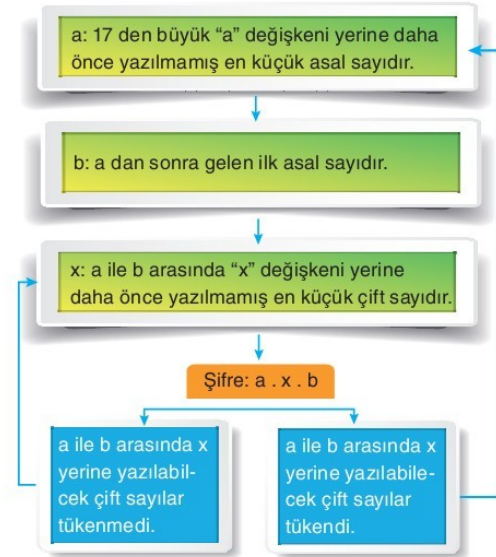 a: 17 den büyük “a” değişkeni yerine daha
önce yazılmamış en küçük asal sayıdır.
b: a dan sonra gelen ilk asal sayıdır.
x: a ile b arasında “x” değişkeni yerine
daha önce yazılmamış en küçük çift sayıdır.
Şifre: a . x . b
a ile b arasında x
yerine yazılabil-
cek çift sayılar
tükenmedi.
a ile b arasında x
yerine yazılabile-
cek çift sayılar
tükendi.